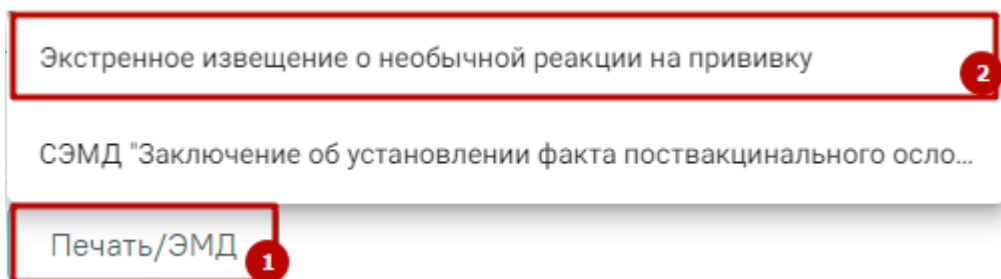 Экстренное извещение о необычной реакции на прививку
2
СЭМД "Заключение об установлении факта поствакцинального осло...
Печать/ЭМД
1